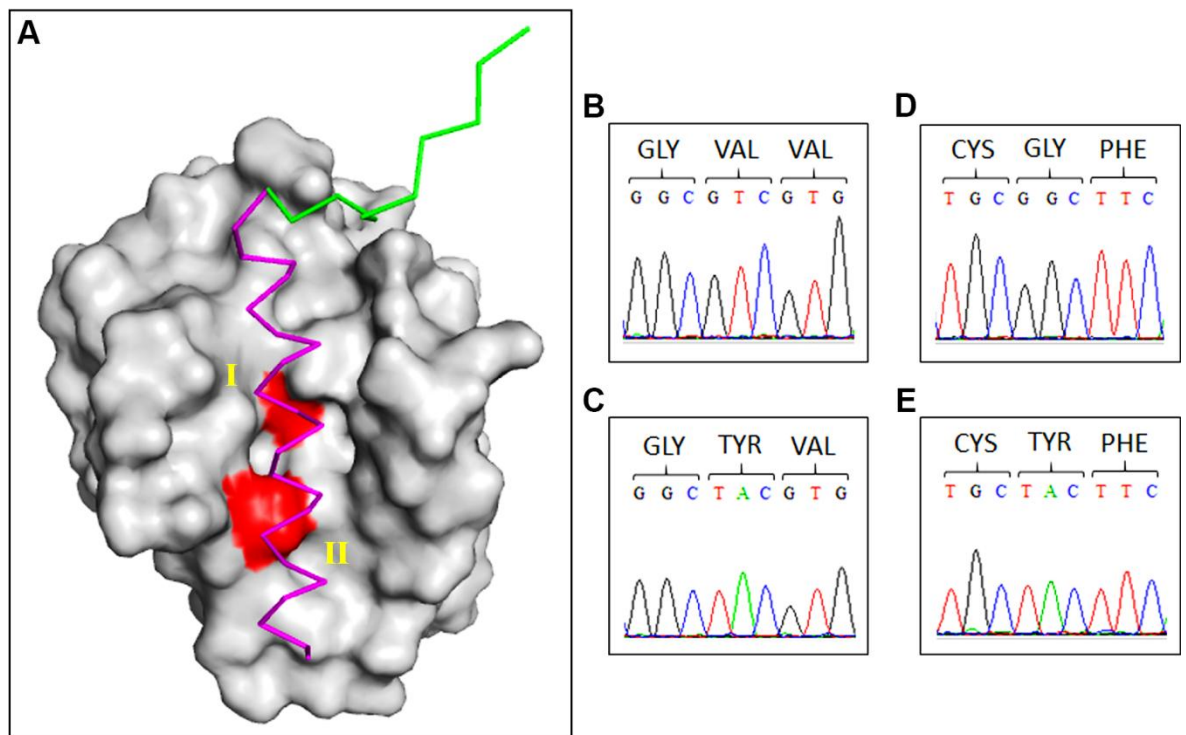 A
I
II
B
GLY VAL VAL
G G C G T C G T G
C
GLY TYR VAL
G G C T A C G T G
D
CYS GLY PHE
T G C G G C T T C
E
CYS TYR PHE
T G C T A C T T C